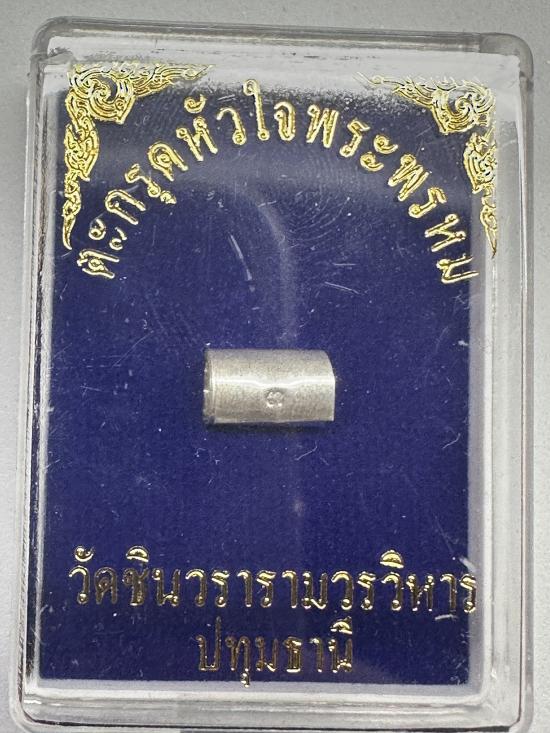 ตะกรุดหัวใจพระพรหม
วัดชินวรารามวรวิหาร
ปทุมธานี